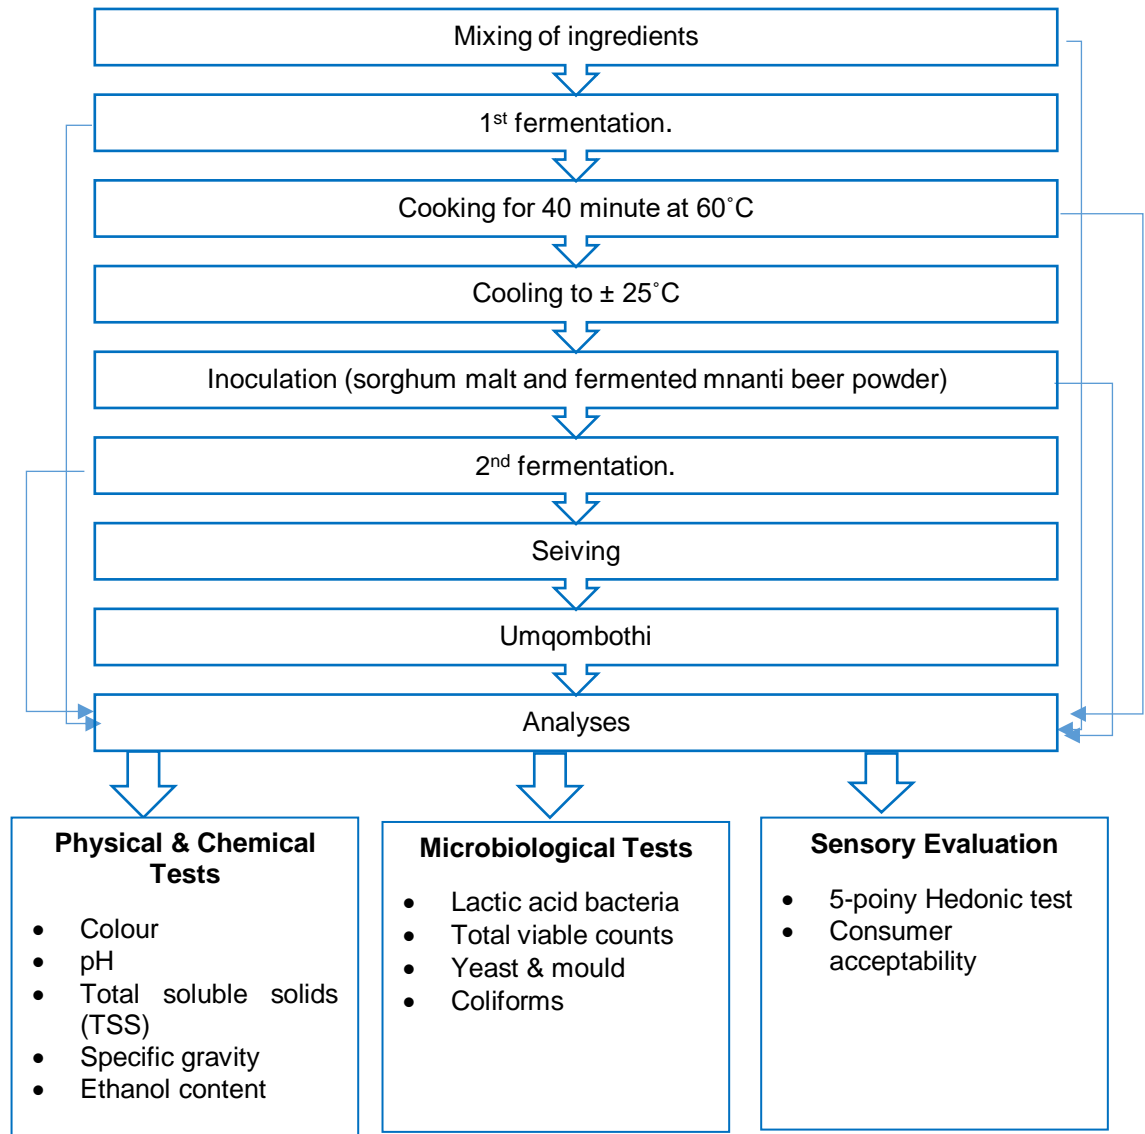 Mixing of ingredients
1st fermentation.
Cooking for 40 minute at 60˚C
Cooling to ± 25˚C
Inoculation (sorghum malt and fermented mnanti beer powder)
2nd fermentation.
Seiving
Umqombothi
Analyses
Physical & Chemical
Tests
• Colour
• pH
• Total soluble solids
(TSS)
• Specific gravity
• Ethanol content
Microbiological Tests
• Lactic acid bacteria
• Total viable counts
• Yeast & mould
• Coliforms
Sensory Evaluation
• 5-poiny Hedonic test
• Consumer
acceptability